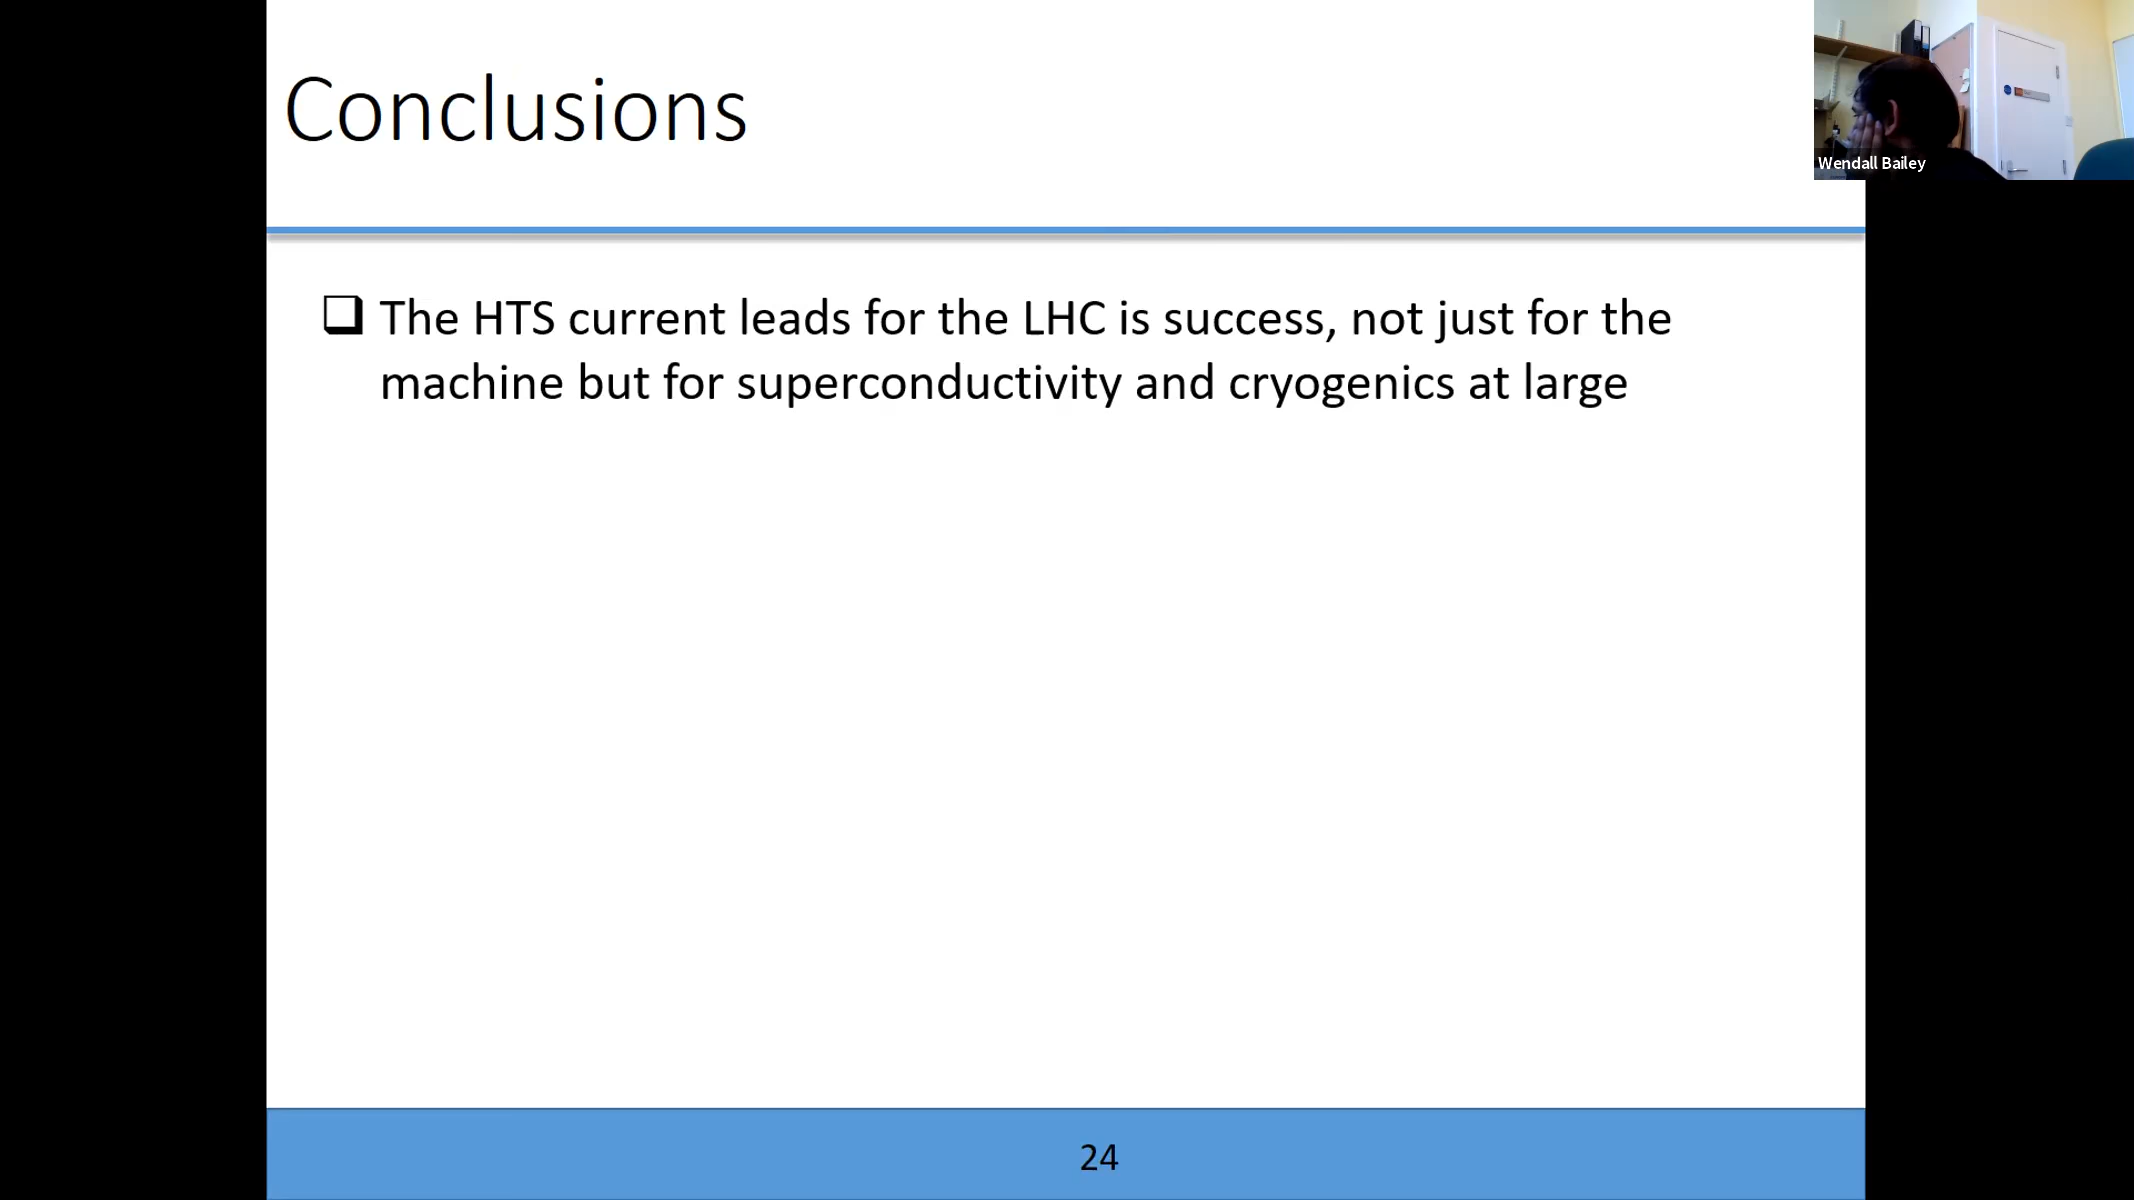 Conclusions
Wendall Bailey
The HTS current leads for the LHC is success, not just for the
machine but for superconductivity and cryogenics at large
24